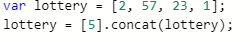 var lottery = [2, 57, 23, 1];
lottery = [5].concat(lottery);